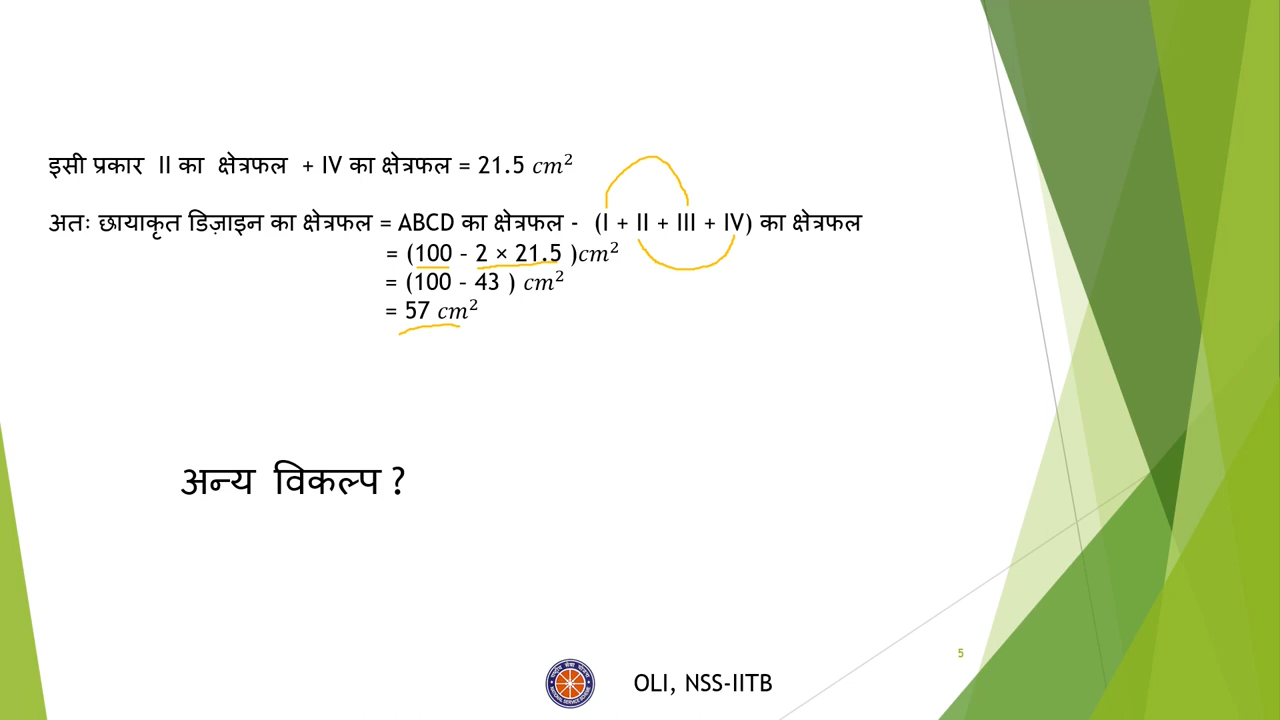 इसी प्रकार II का क्षेत्रफल + IV का क्षेत्रफल = 21.5 𝑐𝑚²
अतः छायाकृत डिज़ाइन का क्षेत्रफल = ABCD का क्षेत्रफल - (I + II + III + IV) का क्षेत्रफल
= (100 – 2 × 21.5 )𝑐𝑚²
= (100 – 43 ) 𝑐𝑚²
= 57 𝑐𝑚²
अन्य विकल्प ?
5
OLI, NSS-IITB